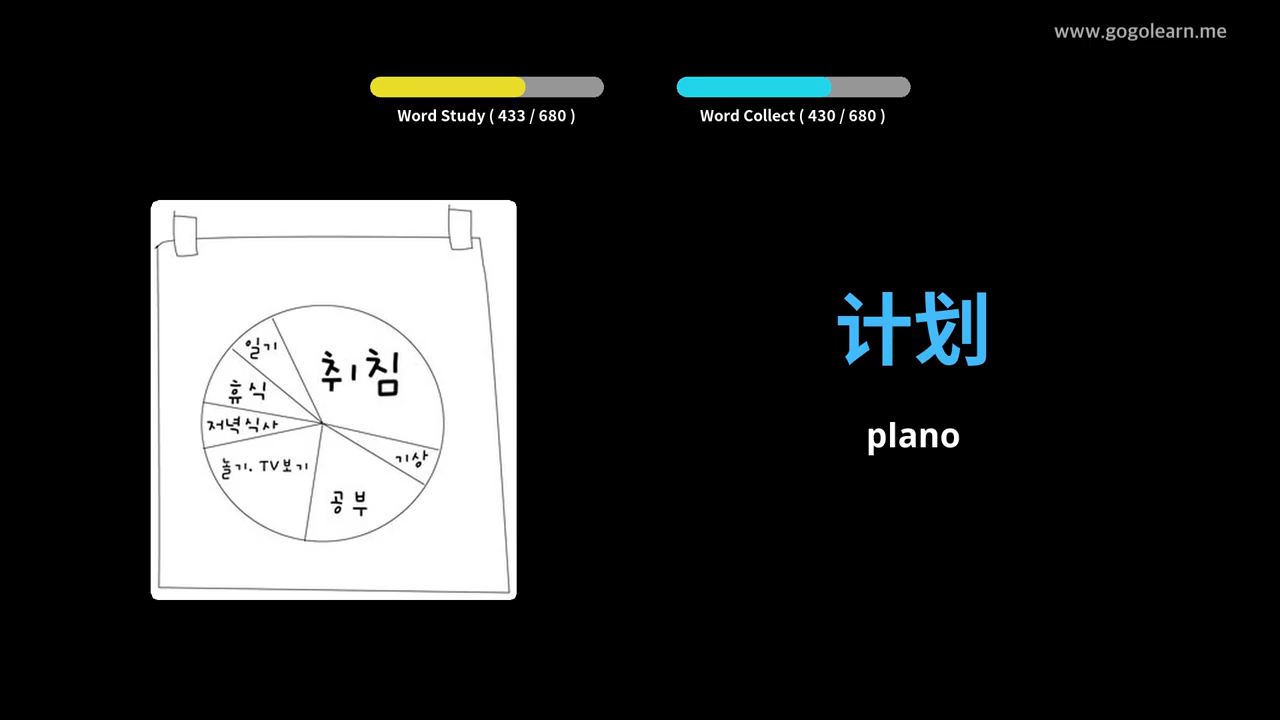 www.gogolearn.me
Word Study ( 433 / 680 )
Word Collect ( 430 / 680 )
일기
취침
휴식
저녁식사
놀기. TV보기
기상
공부
计划
plano